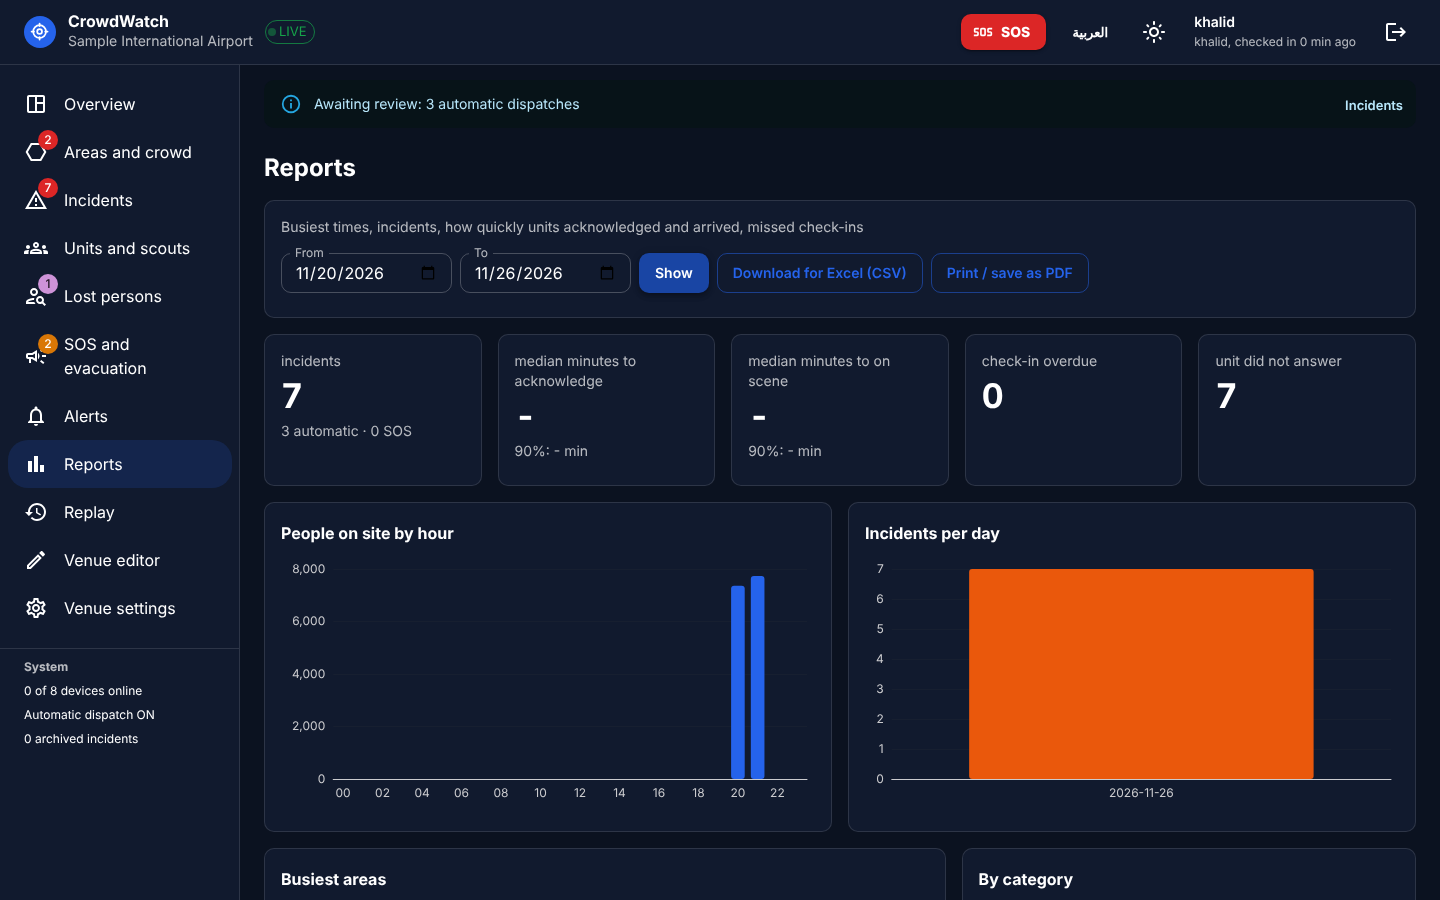 CrowdWatch
Sample International Airport
LIVE
SOS SOS
العربية
khalid
khalid, checked in 0 min ago
Overview
2
Areas and crowd
7
Incidents
Units and scouts
1
Lost persons
2
SOS and
evacuation
Alerts
Reports
Replay
Venue editor
Venue settings
System
0 of 8 devices online
Automatic dispatch ON
0 archived incidents
Awaiting review: 3 automatic dispatches
Incidents
Reports
Busiest times, incidents, how quickly units acknowledged and arrived, missed check-ins
From
11/20/2026
To
11/26/2026
Show
Download for Excel (CSV)
Print / save as PDF
incidents
7
3 automatic · 0 SOS
median minutes to
acknowledge
-
90%: - min
median minutes to on
scene
-
90%: - min
check-in overdue
0
unit did not answer
7
People on site by hour
8,000
6,000
4,000
2,000
0
00 02 04 06 08 10 12 14 16 18 20 22
Incidents per day
7
6
5
4
3
2
1
0
2026-11-26
Busiest areas
By category